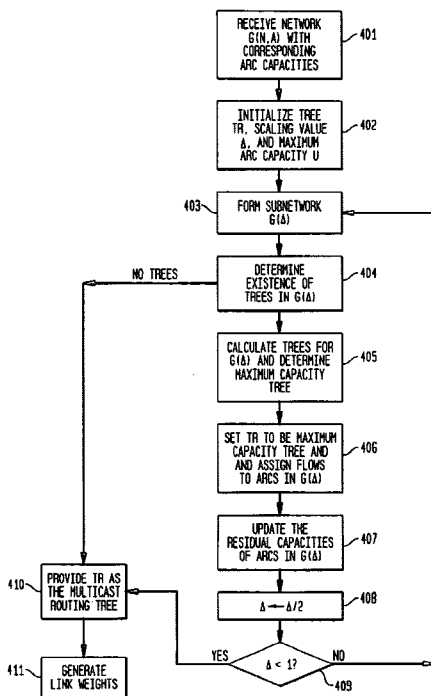 RECEIVE NETWORK
G(N,A) WITH
CORRESPONDING
ARC CAPACITIES
401
INITIALIZE TREE
TR, SCALING VALUE
Δ, AND MAXIMUM
ARC CAPACITY U
402
403
FORM SUBNETWORK
G(Δ)
NO TREES
DETERMINE
EXISTENCE OF
TREES IN G(Δ)
404
CALCULATE TREES FOR
G(Δ) AND DETERMINE
MAXIMUM CAPACITY
TREE
405
SET TR TO BE MAXIMUM
CAPACITY TREE AND
AND ASSIGN FLOWS
TO ARCS IN G(Δ)
406
UPDATE THE
RESIDUAL CAPACITIES
OF ARCS IN G(Δ)
407
410
PROVIDE TR AS
THE MULTICAST
ROUTING TREE
Δ ← Δ/2
408
YES
Δ < 1?
NO
409
411
GENERATE
LINK WEIGHTS